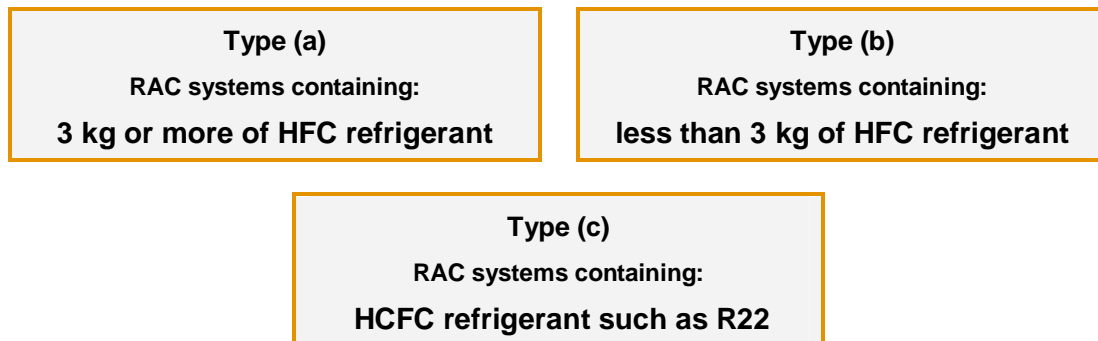 Type (a)
RAC systems containing:
3 kg or more of HFC refrigerant
Type (b)
RAC systems containing:
less than 3 kg of HFC refrigerant
Type (c)
RAC systems containing:
HCFC refrigerant such as R22